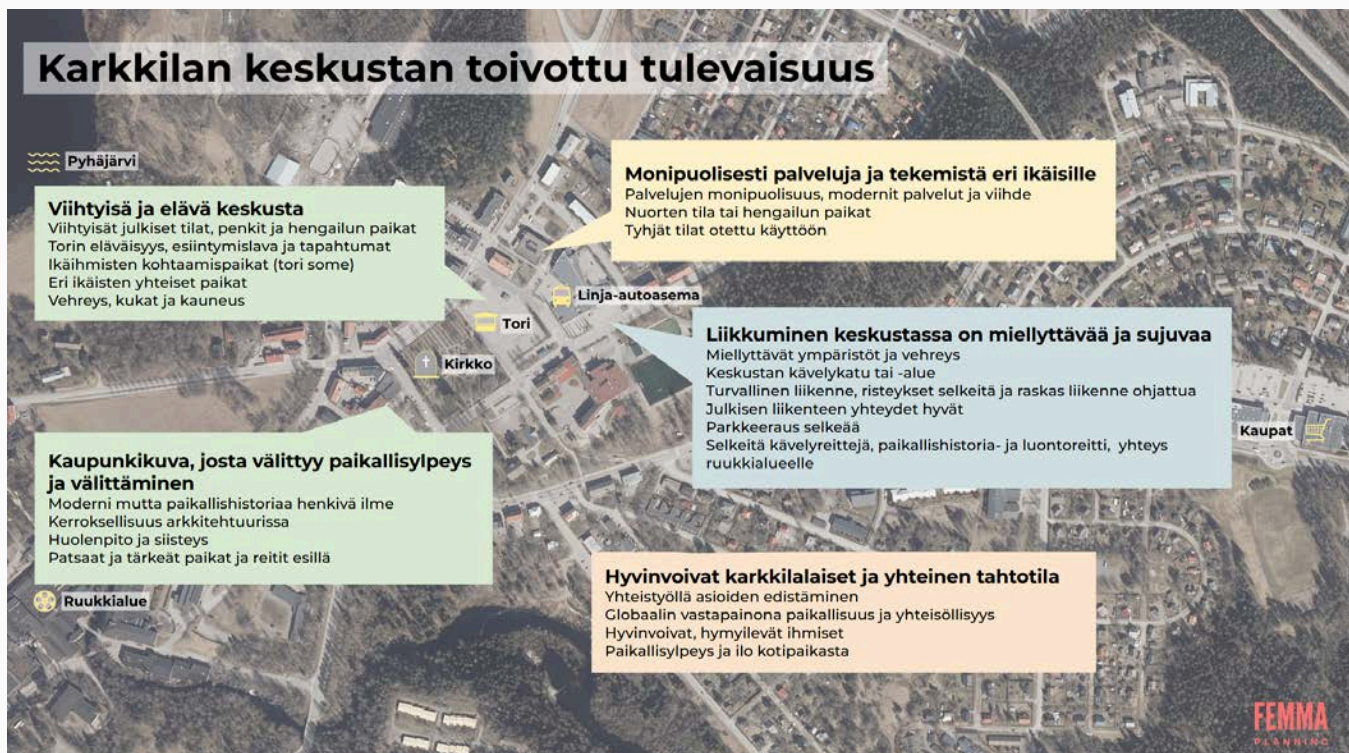 Karkkilan keskustan toivottu tulevaisuus
Pyhäjärvi
Viihtyisä ja elävä keskusta
Viihtyisät julkiset tilat, penkit ja hengailun paikat
Torin eläväisyys, esiintymislava ja tapahtumat
Ikäihmisten kohtaamispaikat (tori some)
Eri ikäisten yhteiset paikat
Vehreys, kukat ja kauneus
Monipuolisesti palveluja ja tekemistä eri ikäisille
Palvelujen monipuolisuus, modernit palvelut ja viihde
Nuorten tila tai hengailun paikat
Tyhjät tilat otettu käyttöön
Linja-autoasema
Tori
Kirkko
Liikkuminen keskustassa on miellyttävää ja sujuvaa
Miellyttävät ympäristöt ja vehreys
Keskustan kävelykatu tai -alue
Turvallinen liikenne, risteykset selkeitä ja raskas liikenne ohjattua
Julkisen liikenteen yhteydet hyvät
Parkkeeraus selkeää
Selkeitä kävelyreittejä, paikallishistoria- ja luontoreitti, yhteys
ruukkialueelle
Kaupat
Kaupunkikuva, josta välittyy paikallisylpeys
ja välittäminen
Moderni mutta paikallishistoriaa henkivä ilme
Kerroksellisuus arkkitehtuurissa
Huolenpito ja siisteys
Patsaat ja tärkeät paikat ja reitit esillä
Ruukkialue
Hyvinvoivat karkkilalaiset ja yhteinen tahtotila
Yhteistyöllä asioiden edistäminen
Globaalin vastapainona paikallisuus ja yhteisöllisyys
Hyvinvoivat, hymyilevät ihmiset
Paikallisylpeys ja ilo kotipaikasta
FEMMA
PLANNING